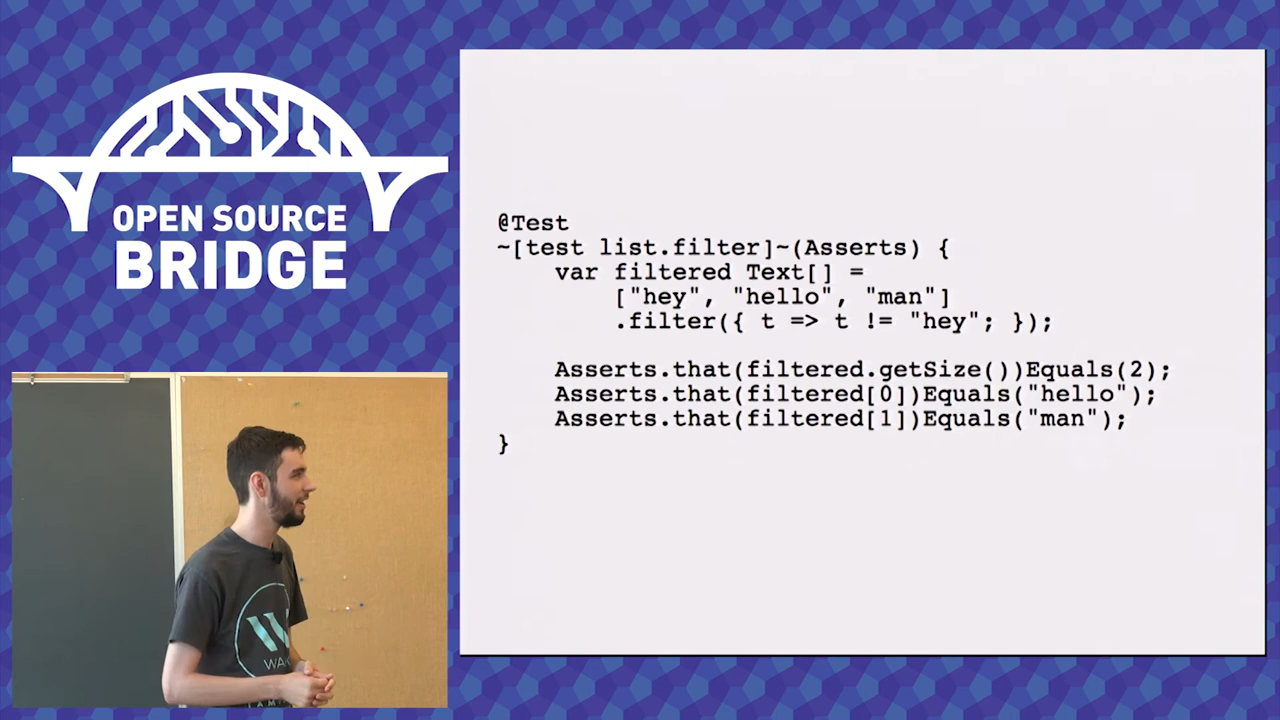 OPEN SOURCE
BRIDGE
@Test
~[test list.filter]~(Asserts) {
    var filtered Text[] =
        ["hey", "hello", "man"]
        .filter({ t => t != "hey"; });

    Asserts.that(filtered.getSize())Equals(2);
    Asserts.that(filtered[0])Equals("hello");
    Asserts.that(filtered[1])Equals("man");
}
W